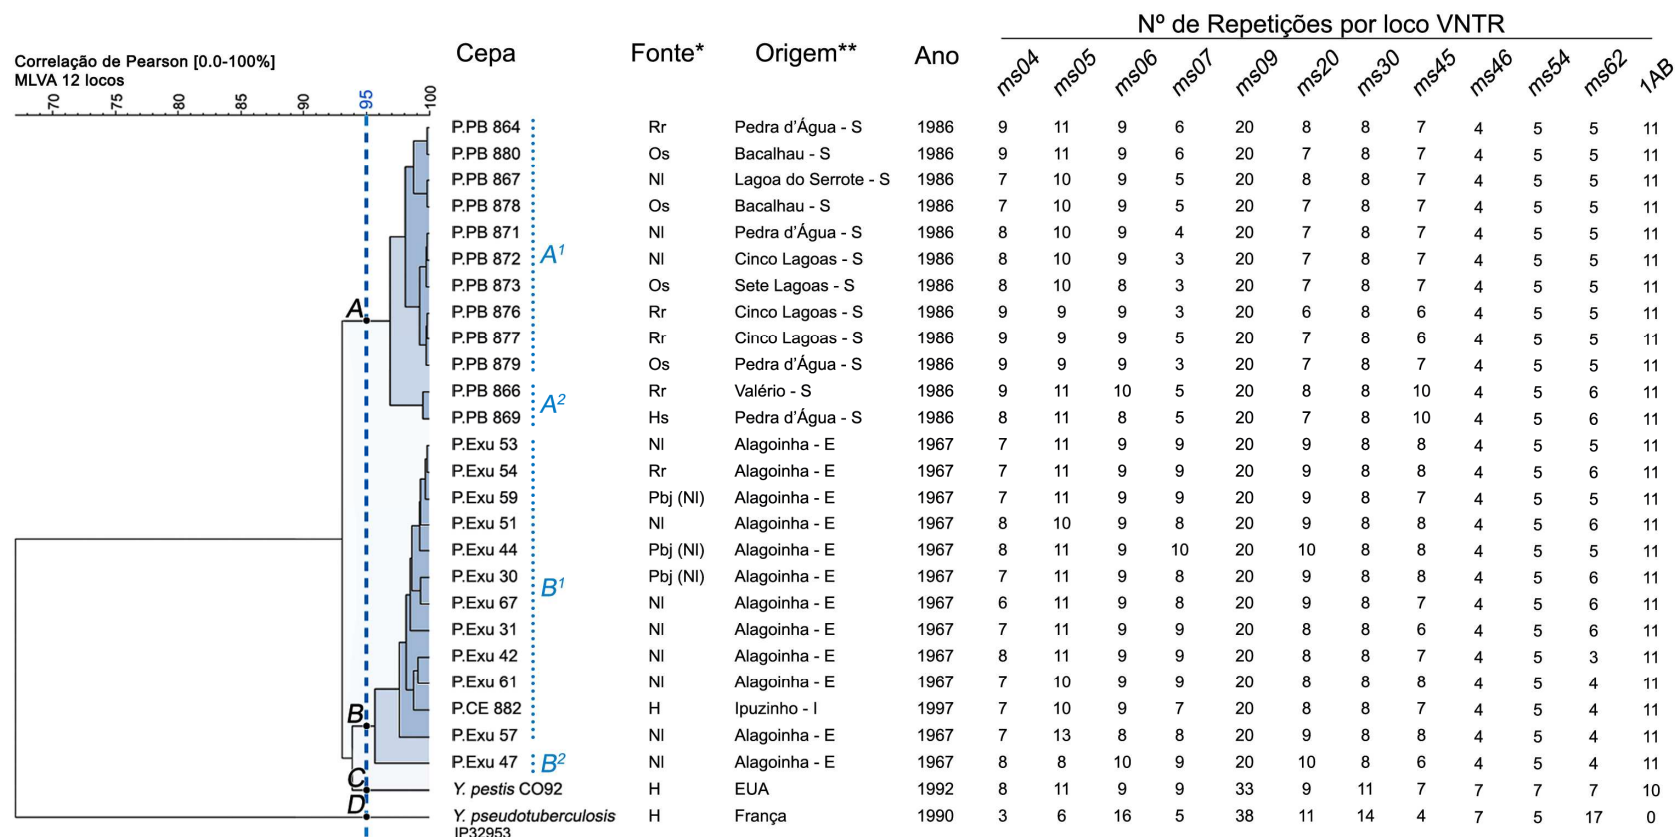 Nº de Repetições por loco VNTR
Correlação de Pearson [0.0-100%]
MLVA 12 locos
70 75 80 85 90 95 100
Cepa Fonte* Origem** Ano ms04 ms05 ms06 ms07 ms09 ms20 ms30 ms45 ms46 ms54 ms62 1AB
P.PB 864 Rr Pedra d'Água - S 1986 9 11 9 6 20 8 8 7 4 5 5 11
P.PB 880 Os Bacalhau - S 1986 9 11 9 6 20 7 8 7 4 5 5 11
P.PB 867 Nl Lagoa do Serrote - S 1986 7 10 9 5 20 8 8 7 4 5 5 11
P.PB 878 Os Bacalhau - S 1986 7 10 9 5 20 7 8 7 4 5 5 11
P.PB 871 Nl Pedra d'Água - S 1986 8 10 9 4 20 7 8 7 4 5 5 11
A1
P.PB 872 Nl Cinco Lagoas - S 1986 8 10 9 3 20 7 8 7 4 5 5 11
P.PB 873 Os Sete Lagoas - S 1986 8 10 8 3 20 7 8 7 4 5 5 11
A
P.PB 876 Rr Cinco Lagoas - S 1986 9 9 9 3 20 6 8 6 4 5 5 11
P.PB 877 Rr Cinco Lagoas - S 1986 9 9 9 5 20 7 8 6 4 5 5 11
P.PB 879 Os Pedra d'Água - S 1986 9 9 9 3 20 7 8 7 4 5 5 11
P.PB 866 Rr Valério - S 1986 9 11 10 5 20 8 8 10 4 5 6 11
A2
P.PB 869 Hs Pedra d'Água - S 1986 8 11 8 5 20 7 8 10 4 5 6 11
P.Exu 53 Nl Alagoinha - E 1967 7 11 9 9 20 9 8 8 4 5 5 11
P.Exu 54 Rr Alagoinha - E 1967 7 11 9 9 20 9 8 8 4 5 6 11
P.Exu 59 Pbj (Nl) Alagoinha - E 1967 7 11 9 9 20 9 8 7 4 5 5 11
P.Exu 51 Nl Alagoinha - E 1967 8 10 9 8 20 9 8 8 4 5 6 11
P.Exu 44 Pbj (Nl) Alagoinha - E 1967 8 11 9 10 20 10 8 8 4 5 5 11
P.Exu 30 Pbj (Nl) Alagoinha - E 1967 7 11 9 8 20 9 8 8 4 5 6 11
B1
P.Exu 67 Nl Alagoinha - E 1967 6 11 9 8 20 9 8 7 4 5 6 11
P.Exu 31 Nl Alagoinha - E 1967 7 11 9 9 20 8 8 6 4 5 6 11
P.Exu 42 Nl Alagoinha - E 1967 8 11 9 9 20 8 8 7 4 5 3 11
P.Exu 61 Nl Alagoinha - E 1967 7 10 9 9 20 8 8 8 4 5 4 11
P.CE 882 H Ipuzinho - I 1997 7 10 9 7 20 8 8 7 4 5 4 11
B
P.Exu 57 Nl Alagoinha - E 1967 7 13 8 8 20 9 8 8 4 5 4 11
P.Exu 47 B2 Nl Alagoinha - E 1967 8 8 10 9 20 10 8 6 4 5 4 11
C
Y. pestis CO92 H EUA 1992 8 11 9 9 33 9 11 7 7 7 7 10
D
Y. pseudotuberculosis H França 1990 3 6 16 5 38 11 14 4 7 5 17 0
IP32953